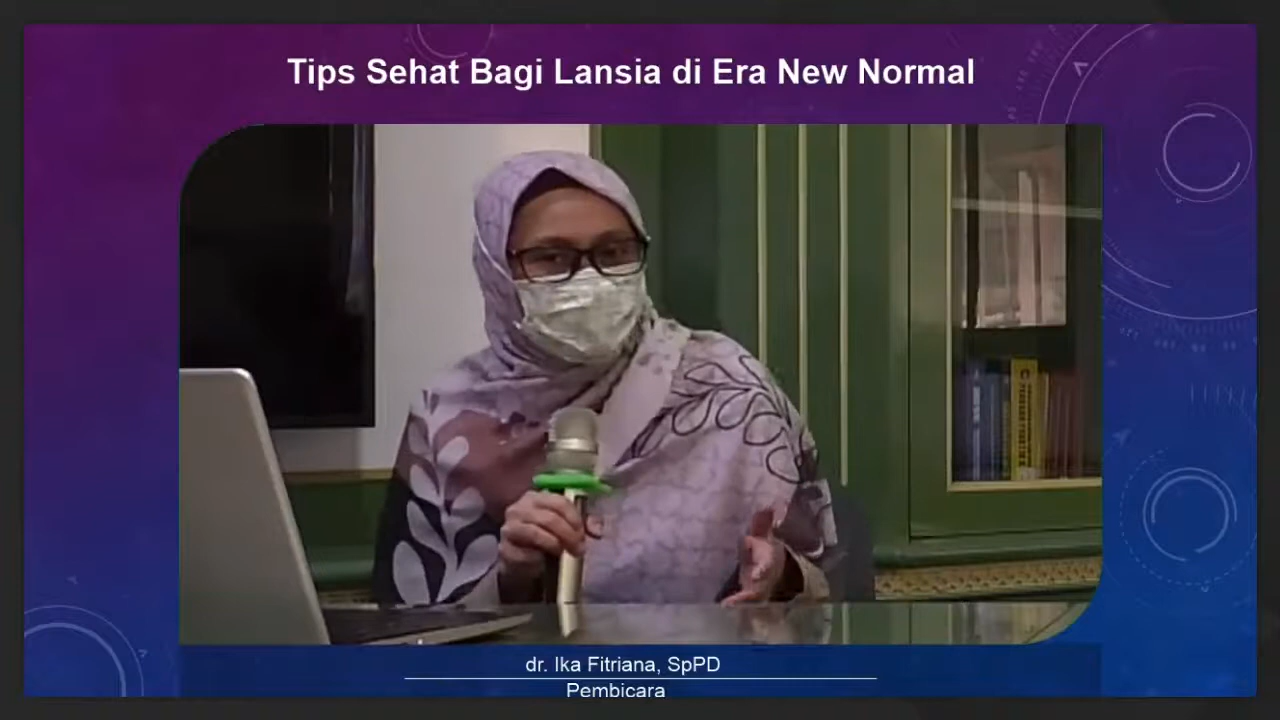 Tips Sehat Bagi Lansia di Era New Normal
dr. Ika Fitriana, SpPD
Pembicara